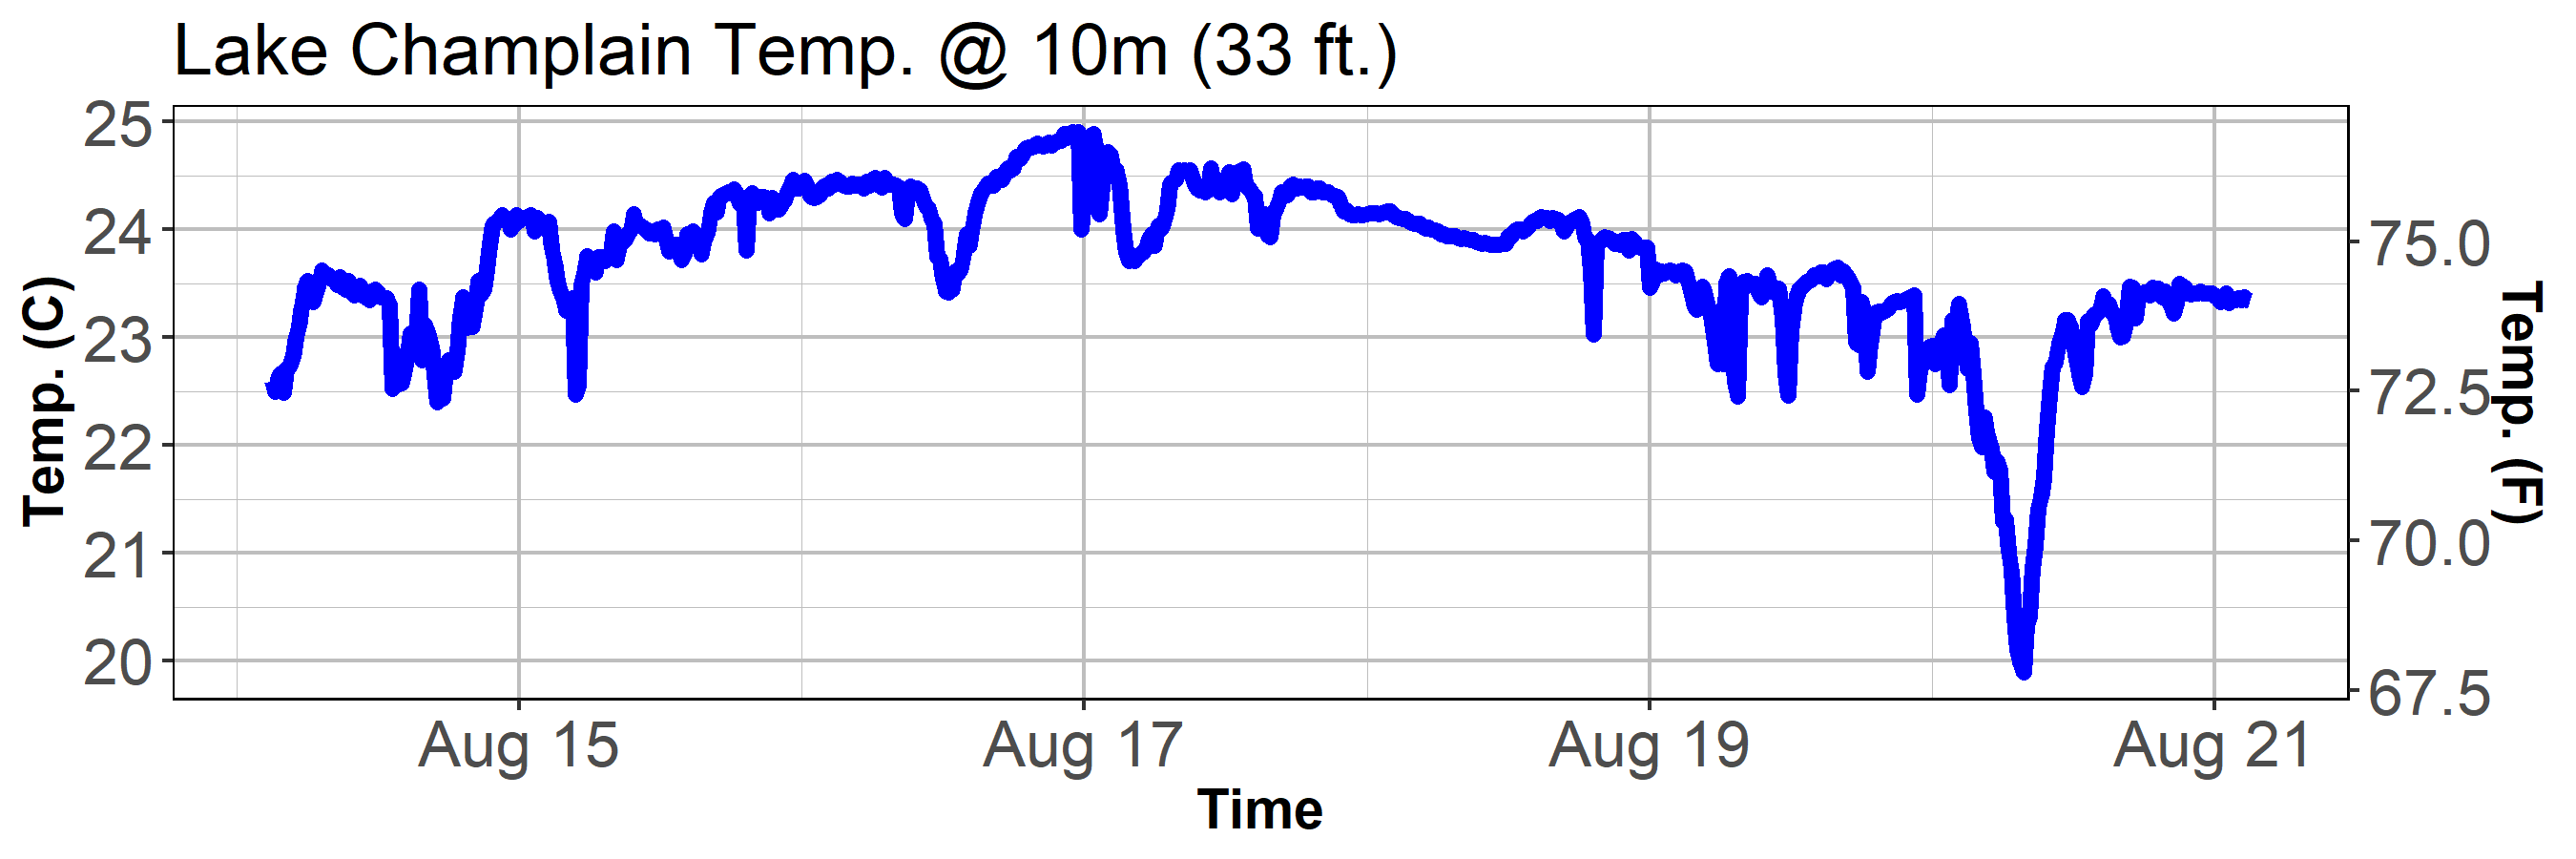 Lake Champlain Temp. @ 10m (33 ft.)
Temp. (C)
25
24
23
22
21
20
75.0
72.5
70.0
67.5
Temp. (F)
Aug 15
Aug 17
Aug 19
Aug 21
Time